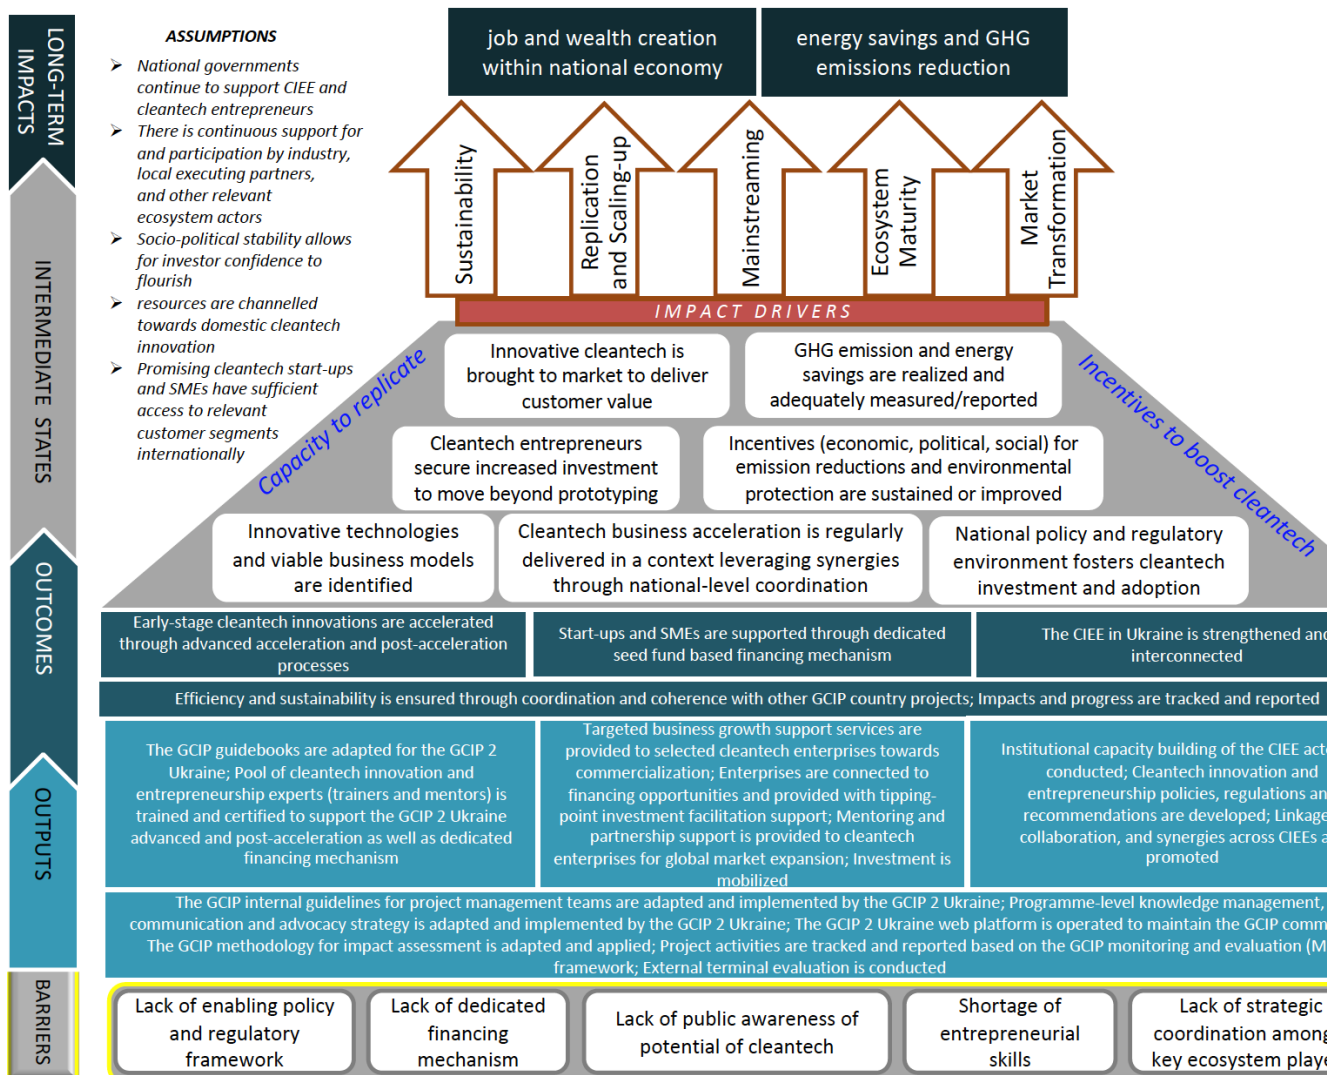 LONG-TERM
IMPACTS
INTERMEDIATE STATES
OUTCOMES
OUTPUTS
BARRIERS
ASSUMPTIONS
➢ National governments
continue to support CIEE and
cleantech entrepreneurs
➢ There is continuous support for
and participation by industry,
local executing partners,
and other relevant
ecosystem actors
➢ Socio-political stability allows
for investor confidence to
flourish
➢ resources are channelled
towards domestic cleantech
innovation
➢ Promising cleantech start-ups
and SMEs have sufficient
access to relevant
customer segments
internationally
job and wealth creation
within national economy
energy savings and GHG
emissions reduction
Sustainability
Replication
and Scaling-up
Mainstreaming
Ecosystem
Maturity
Market
Transformation
IMPACT DRIVERS
Capacity to replicate
Incentives to boost cleantech
Innovative cleantech is
brought to market to deliver
customer value
GHG emission and energy
savings are realized and
adequately measured/reported
Cleantech entrepreneurs
secure increased investment
to move beyond prototyping
Incentives (economic, political, social) for
emission reductions and environmental
protection are sustained or improved
Innovative technologies
and viable business models
are identified
Cleantech business acceleration is regularly
delivered in a context leveraging synergies
through national-level coordination
National policy and regulatory
environment fosters cleantech
investment and adoption
Early-stage cleantech innovations are accelerated
through advanced acceleration and post-acceleration
processes
Start-ups and SMEs are supported through dedicated
seed fund based financing mechanism
The CIEE in Ukraine is strengthened and
interconnected
Efficiency and sustainability is ensured through coordination and coherence with other GCIP country projects; Impacts and progress are tracked and reported
The GCIP guidebooks are adapted for the GCIP 2
Ukraine; Pool of cleantech innovation and
entrepreneurship experts (trainers and mentors) is
trained and certified to support the GCIP 2 Ukraine
advanced and post-acceleration as well as dedicated
financing mechanism
Targeted business growth support services are
provided to selected cleantech enterprises towards
commercialization; Enterprises are connected to
financing opportunities and provided with tipping-
point investment facilitation support; Mentoring and
partnership support is provided to cleantech
enterprises for global market expansion; Investment is
mobilized
Institutional capacity building of the CIEE acto
conducted; Cleantech innovation and
entrepreneurship policies, regulations an
recommendations are developed; Linkage
collaboration, and synergies across CIEEs a
promoted
The GCIP internal guidelines for project management teams are adapted and implemented by the GCIP 2 Ukraine; Programme-level knowledge management,
communication and advocacy strategy is adapted and implemented by the GCIP 2 Ukraine; The GCIP 2 Ukraine web platform is operated to maintain the GCIP comm
The GCIP methodology for impact assessment is adapted and applied; Project activities are tracked and reported based on the GCIP monitoring and evaluation (M
framework; External terminal evaluation is conducted
Lack of enabling policy
and regulatory
framework
Lack of dedicated
financing
mechanism
Lack of public awareness of
potential of cleantech
Shortage of
entrepreneurial
skills
Lack of strategic
coordination among
key ecosystem playe